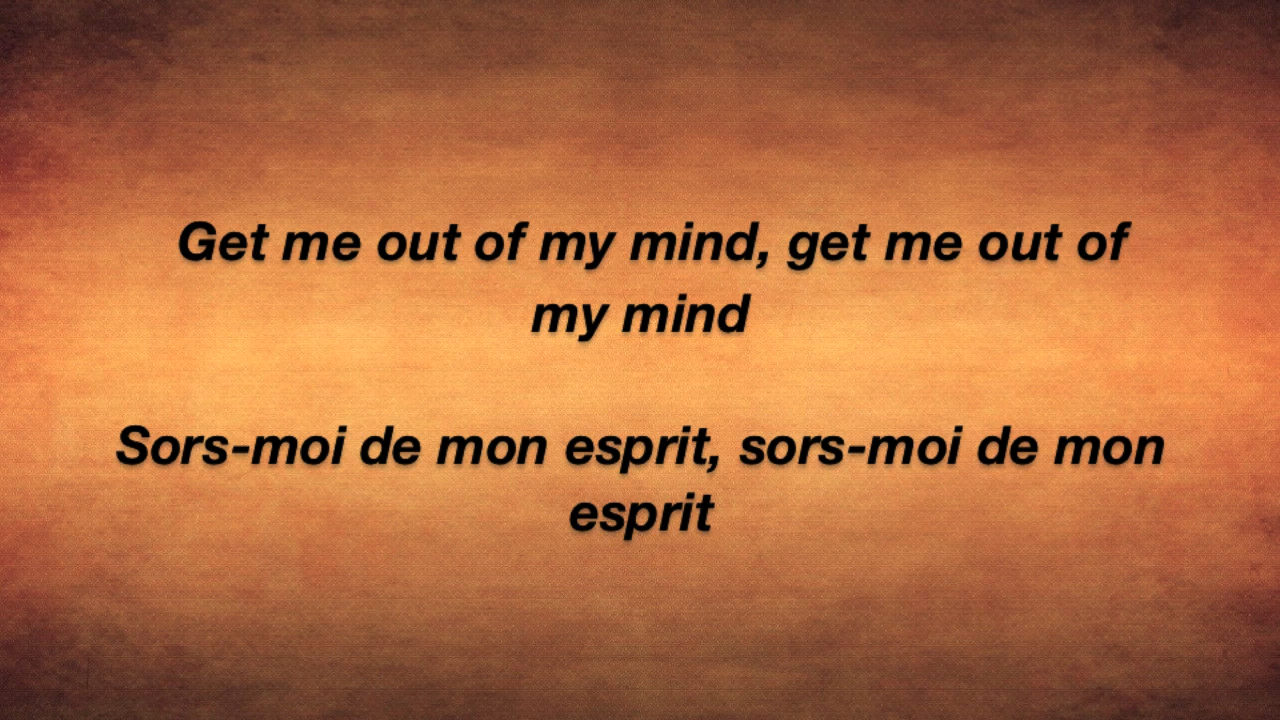 Get me out of my mind, get me out of
my mind
Sors-moi de mon esprit, sors-moi de mon
esprit